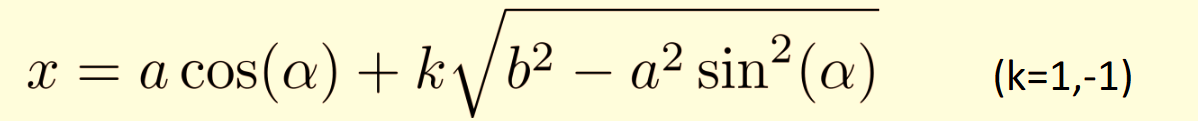 x = a cos(α) + k√(b² − a² sin²(α)) (k=1,-1)